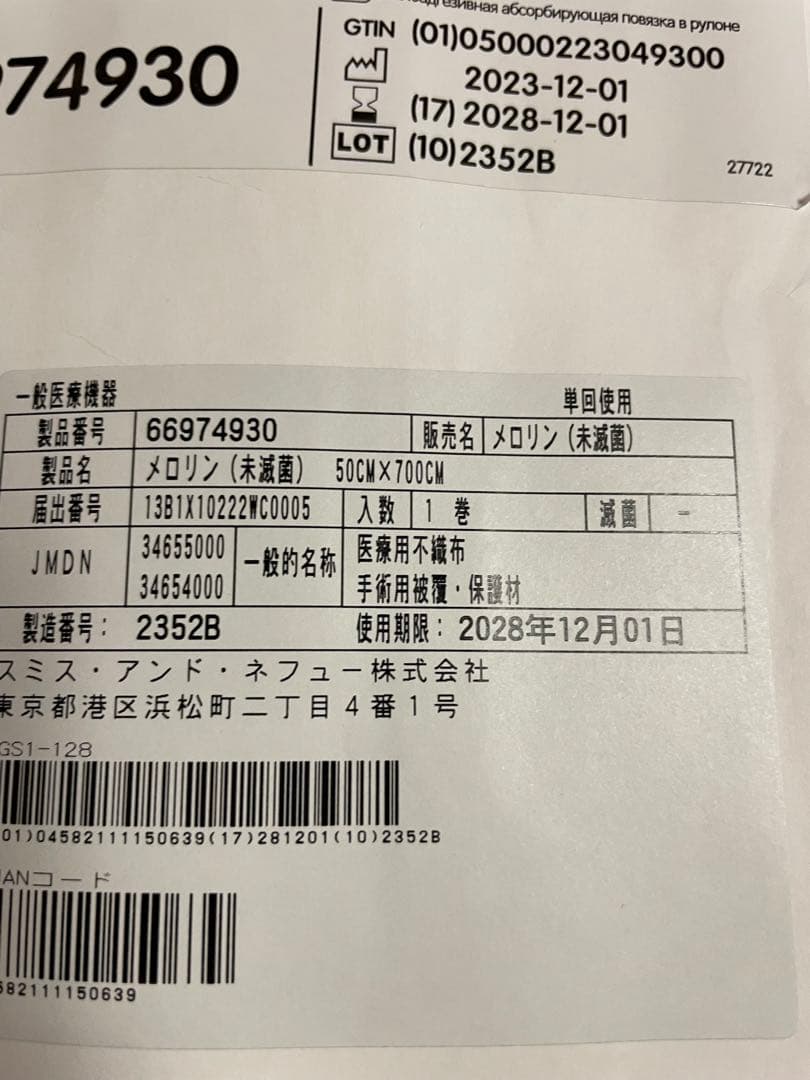 абсорбирующая повязка в рулоне
GTIN (01)05000223049300
2023-12-01
(17) 2028-12-01
LOT (10)2352B
27722
74930
一般医療機器 単回使用
製品番号 66974930 販売名 メロリン(未滅菌)
製品名 メロリン(未滅菌) 50CM×700CM
届出番号 13B1X10222WC0005 入数 1 巻 滅菌 -
JMDN 34655000 一般的名称 医療用不織布
34654000 手術用被覆・保護材
製造番号: 2352B 使用期限: 2028年12月01日
スミス・アンド・ネフュー株式会社
東京都港区浜松町二丁目4番1号
GS1-128
01)04582111150639(17)281201(10)2352B
JANコード
582111150639